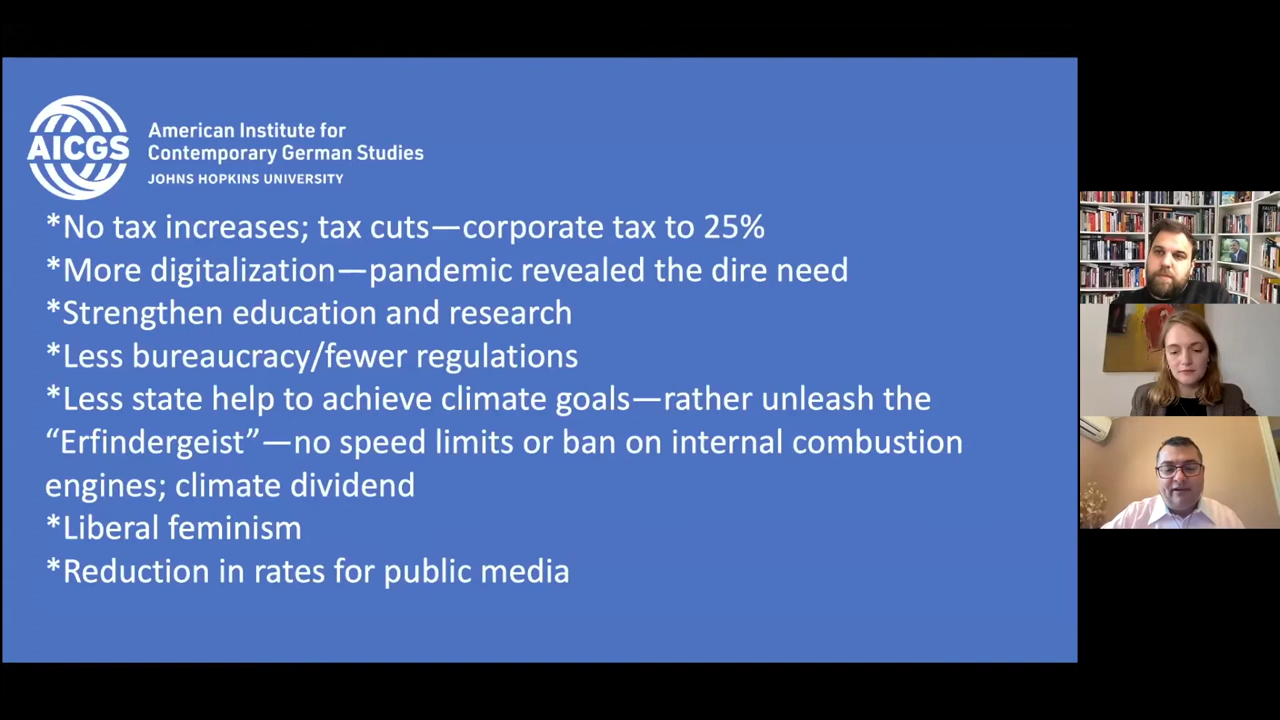 AICGS
American Institute for
Contemporary German Studies
JOHNS HOPKINS UNIVERSITY
*No tax increases; tax cuts—corporate tax to 25%
*More digitalization—pandemic revealed the dire need
*Strengthen education and research
*Less bureaucracy/fewer regulations
*Less state help to achieve climate goals—rather unleash the
“Erfindergeist”—no speed limits or ban on internal combustion
engines; climate dividend
*Liberal feminism
*Reduction in rates for public media